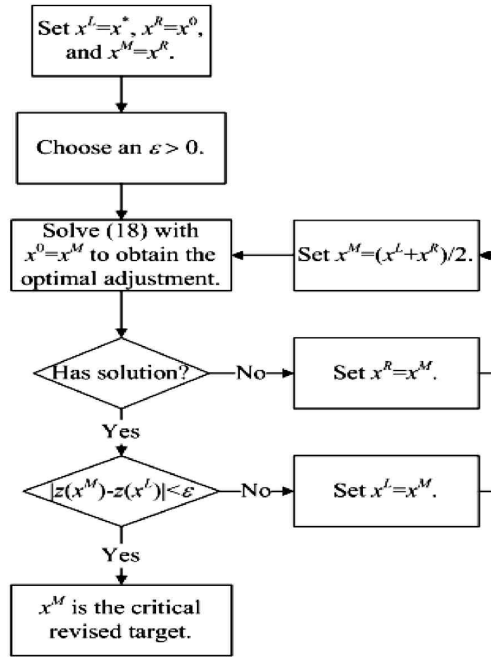 Set x^L=x^*, x^R=x^0,
and x^M=x^R.
Choose an ε > 0.
Solve (18) with
x^0=x^M to obtain the
optimal adjustment.
Set x^M=(x^L+x^R)/2.
Has solution?
No
Set x^R=x^M.
Yes
|z(x^M)-z(x^L)|<ε
No
Set x^L=x^M.
Yes
x^M is the critical
revised target.